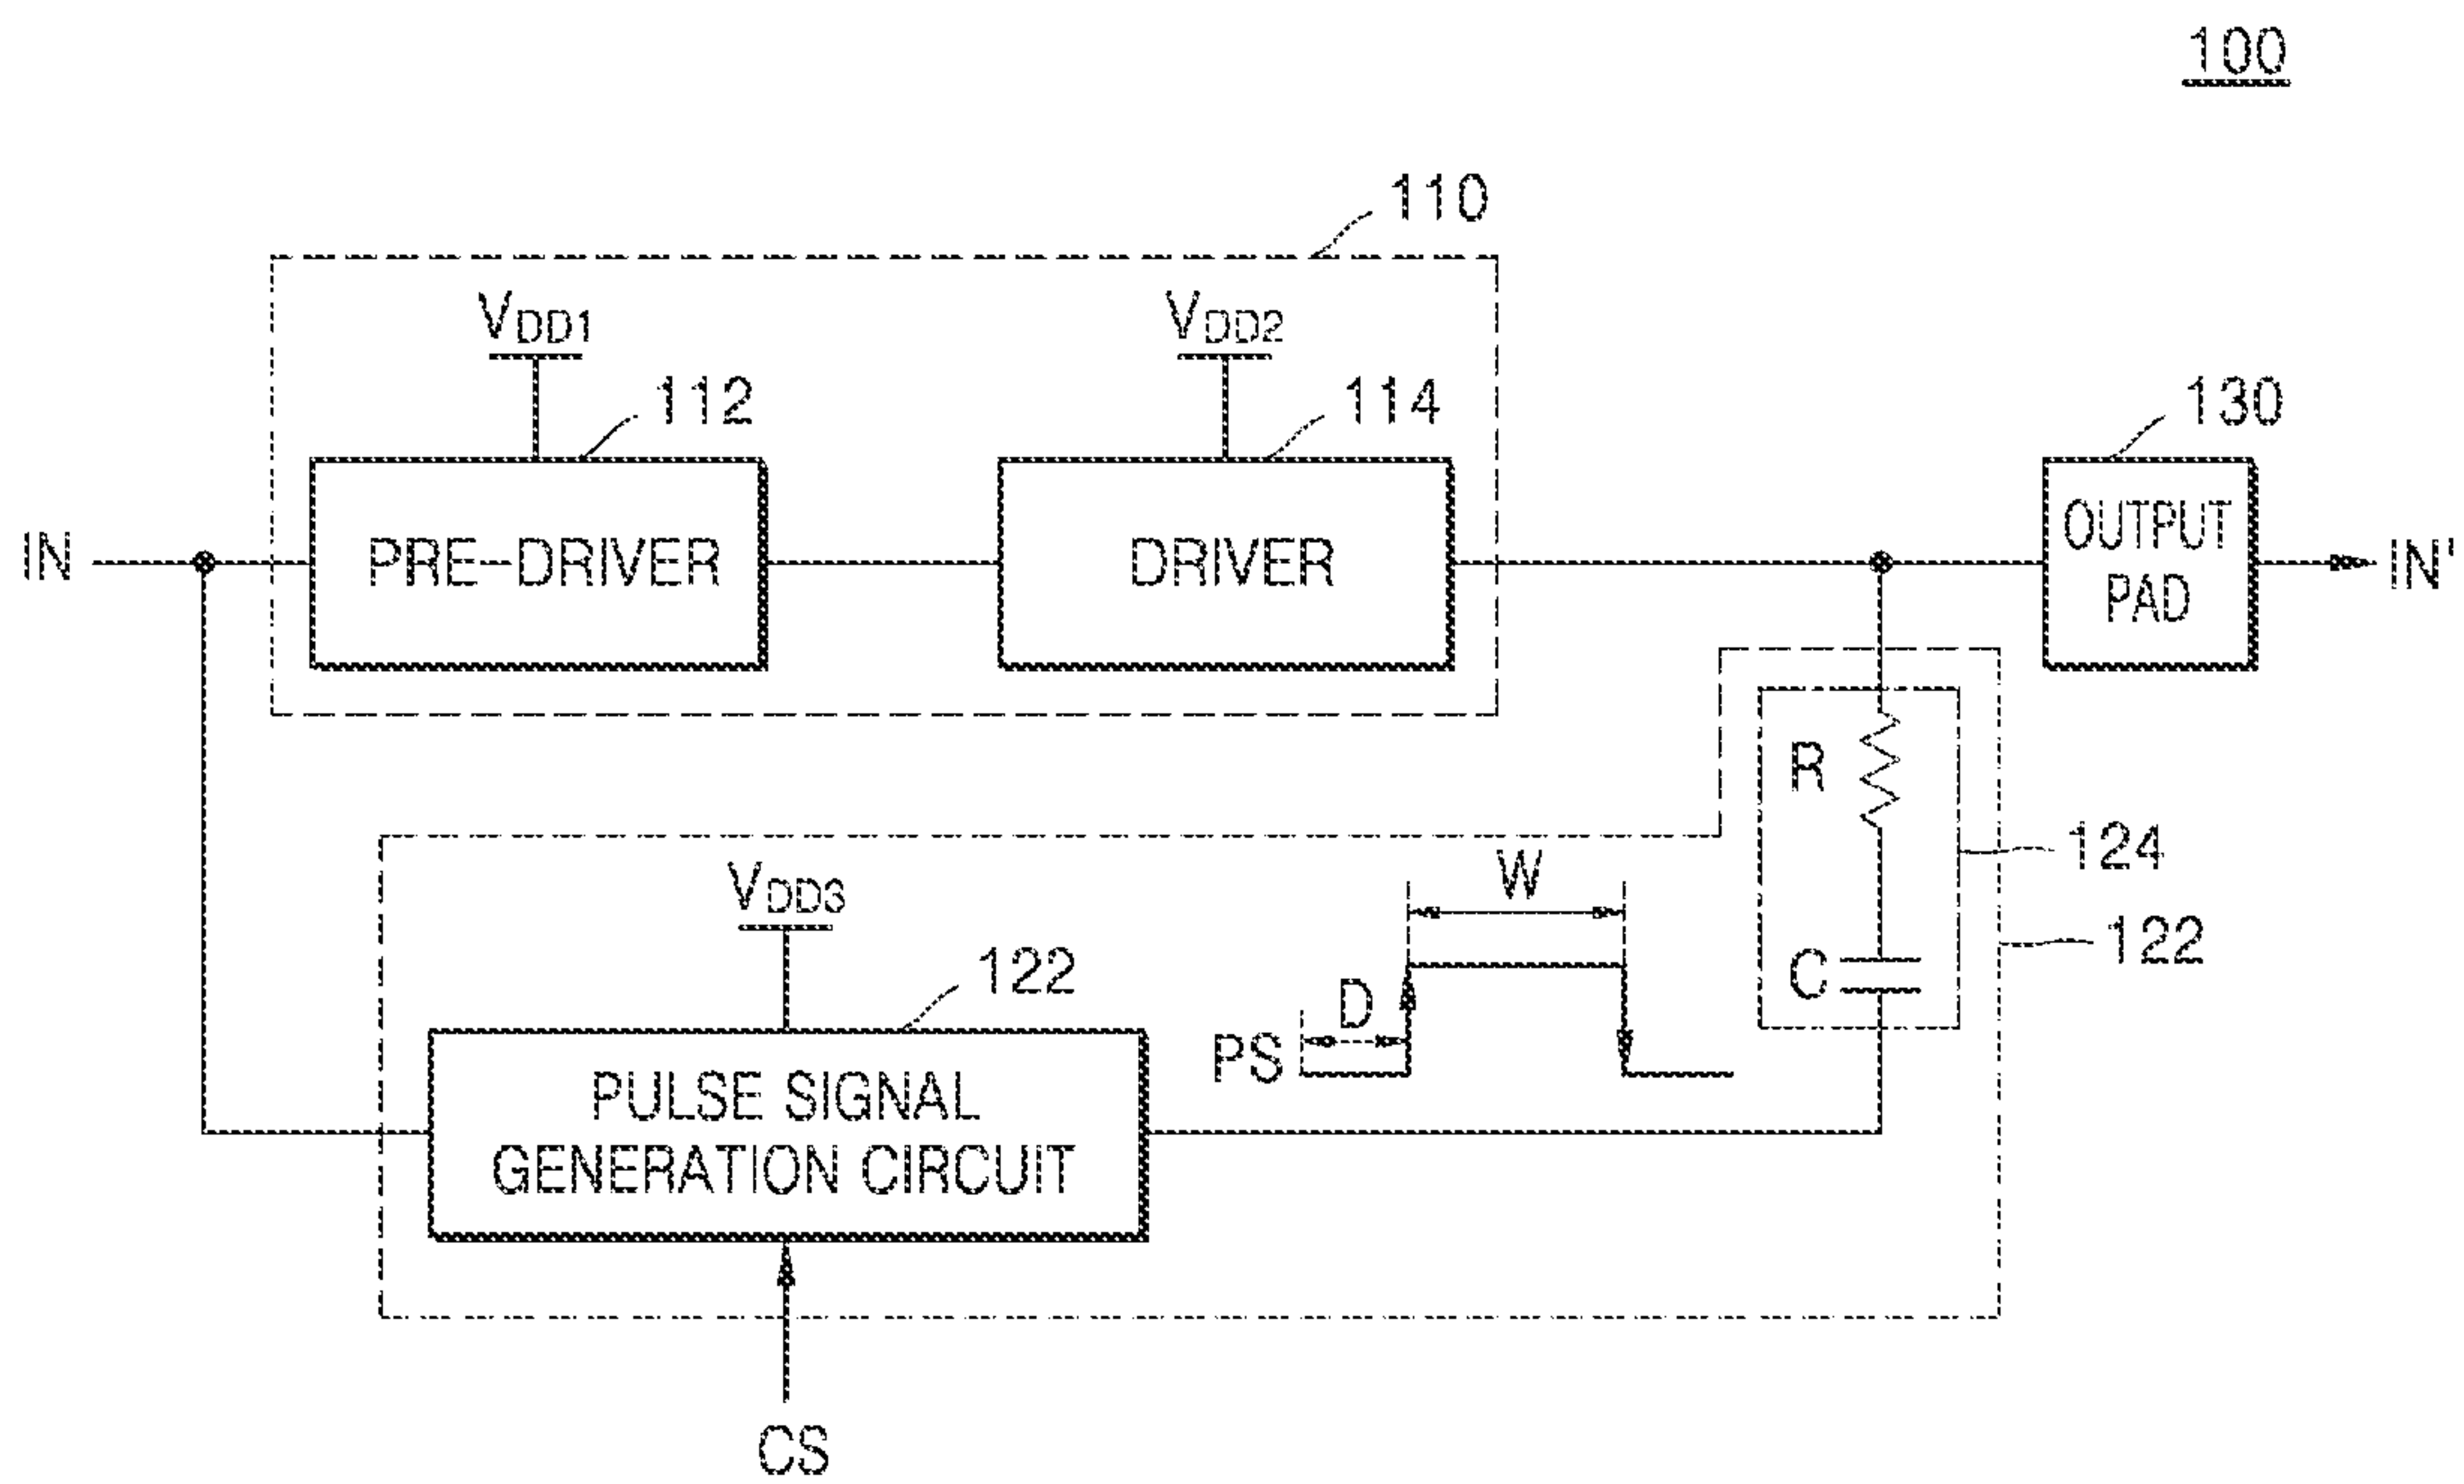 100
110
VDD1
VDD2
112
114
130
IN
PRE-DRIVER
DRIVER
OUTPUT
PAD
IN'
R
124
W
VDD3
122
122
C
D
PS
PULSE SIGNAL
GENERATION CIRCUIT
CS